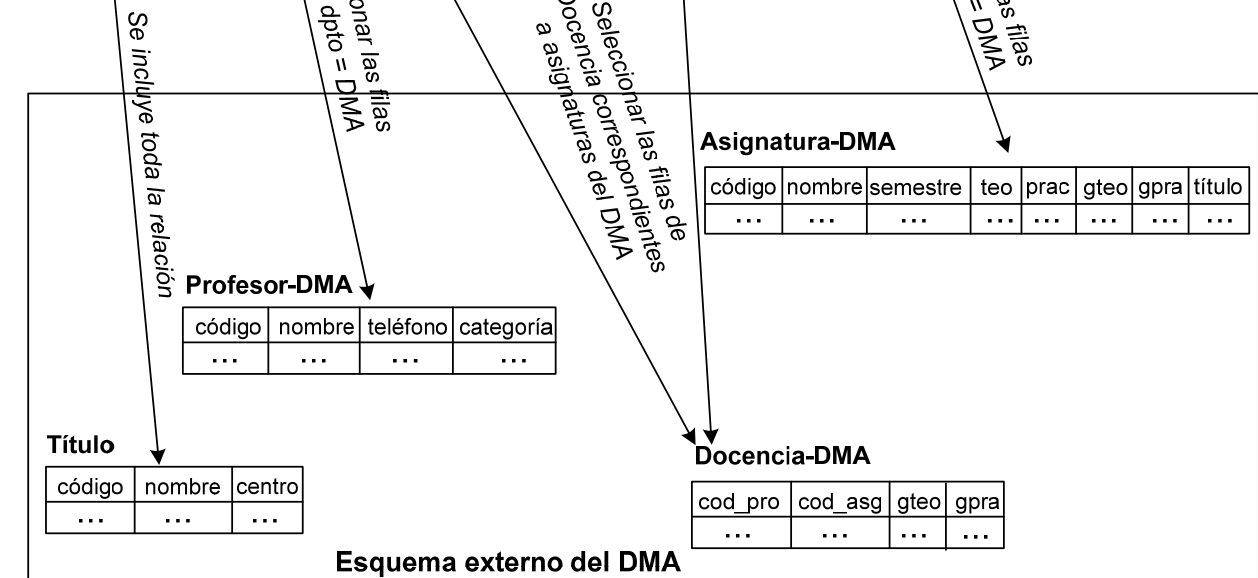 Se incluye toda la relación
onar las filas
dpto = DMA
Seleccionar las filas de
Docencia correspondientes
a asignaturas del DMA
as filas
= DMA
Asignatura-DMA
código nombre semestre teo prac gteo gpra título
... ... ... ... ... ... ... ...
Profesor-DMA
código nombre teléfono categoría
... ... ... ...
Título
código nombre centro
... ... ...
Docencia-DMA
cod_pro cod_asg gteo gpra
... ... ... ...
Esquema externo del DMA